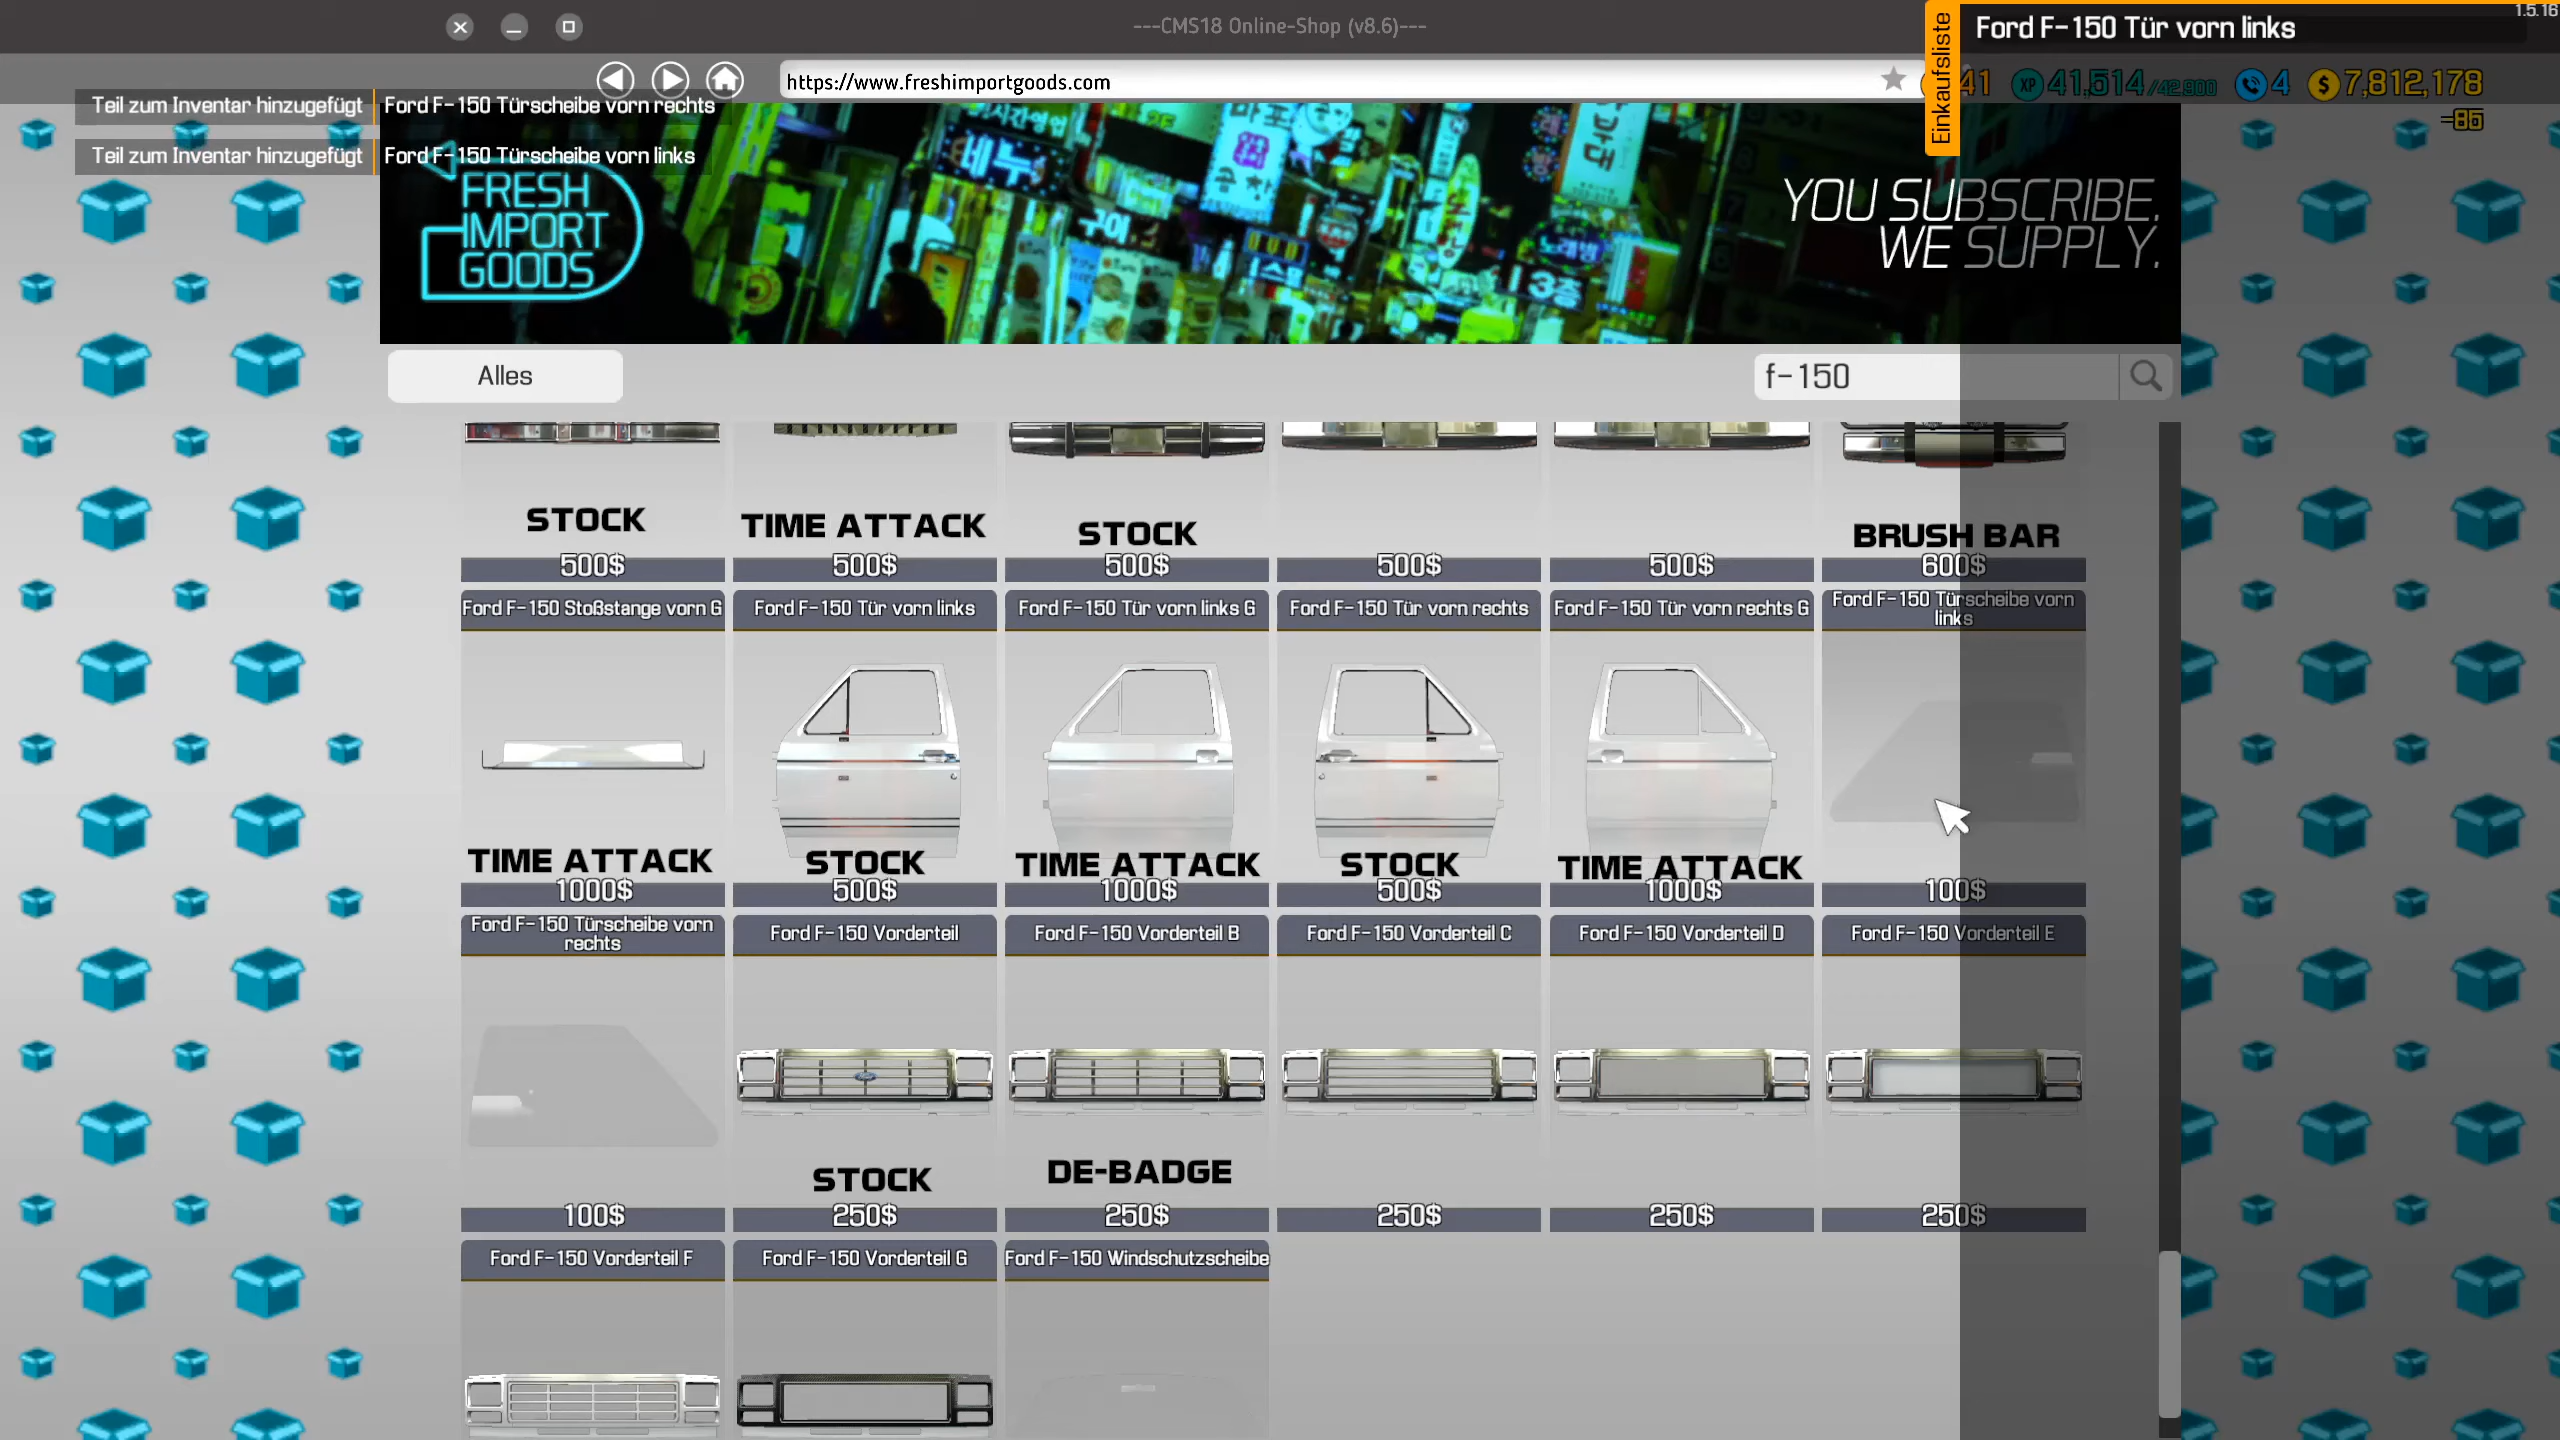 ---CMS18 Online-Shop (v8.6)---
Einkaufsliste
Ford F-150 Tür vorn links
1.5.16
https://www.freshimportgoods.com
41
XP 41,514/42,900
4
$ 7,812,178
-85
Teil zum Inventar hinzugefügt
Ford F-150 Türscheibe vorn rechts
Teil zum Inventar hinzugefügt
Ford F-150 Türscheibe vorn links
FRESH
IMPORT
GOODS
YOU SUBSCRIBE.
WE SUPPLY.
Alles
f-150
STOCK
TIME ATTACK
STOCK
BRUSH BAR
500$
500$
500$
500$
500$
600$
Ford F-150 Stoßstange vorn G
Ford F-150 Tür vorn links
Ford F-150 Tür vorn links G
Ford F-150 Tür vorn rechts
Ford F-150 Tür vorn rechts G
Ford F-150 Türscheibe vorn
links
TIME ATTACK
STOCK
TIME ATTACK
STOCK
TIME ATTACK
1000$
500$
1000$
500$
1000$
100$
Ford F-150 Türscheibe vorn
rechts
Ford F-150 Vorderteil
Ford F-150 Vorderteil B
Ford F-150 Vorderteil C
Ford F-150 Vorderteil D
Ford F-150 Vorderteil E
STOCK
DE-BADGE
100$
250$
250$
250$
250$
250$
Ford F-150 Vorderteil F
Ford F-150 Vorderteil G
Ford F-150 Windschutzscheibe